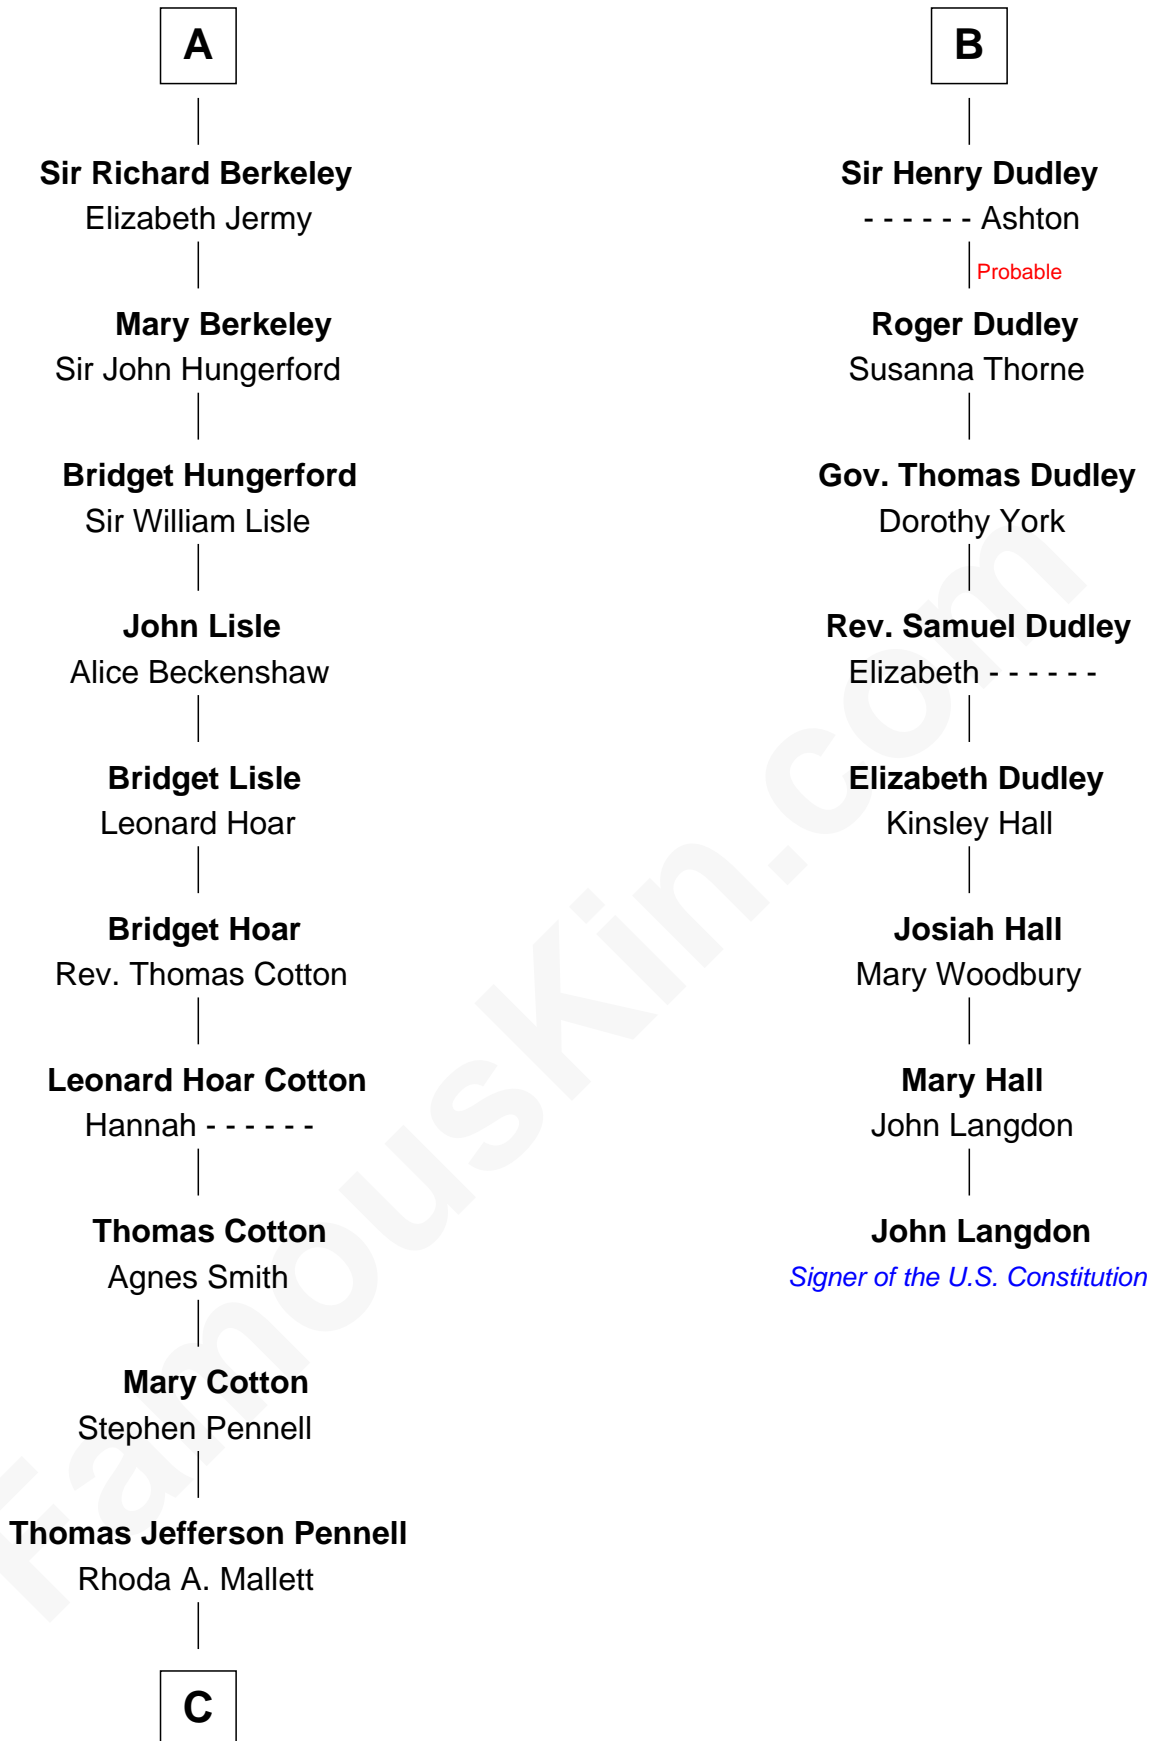 A
Sir Richard Berkeley
Elizabeth Jermy
Mary Berkeley
Sir John Hungerford
Bridget Hungerford
Sir William Lisle
John Lisle
Alice Beckenshaw
Bridget Lisle
Leonard Hoar
Bridget Hoar
Rev. Thomas Cotton
Leonard Hoar Cotton
Hannah - - - - - -
Thomas Cotton
Agnes Smith
Mary Cotton
Stephen Pennell
Thomas Jefferson Pennell
Rhoda A. Mallett
C
B
Sir Henry Dudley
- - - - - - Ashton
Probable
Roger Dudley
Susanna Thorne
Gov. Thomas Dudley
Dorothy York
Rev. Samuel Dudley
Elizabeth - - - - - -
Elizabeth Dudley
Kinsley Hall
Josiah Hall
Mary Woodbury
Mary Hall
John Langdon
John Langdon
Signer of the U.S. Constitution
FamousKin.com